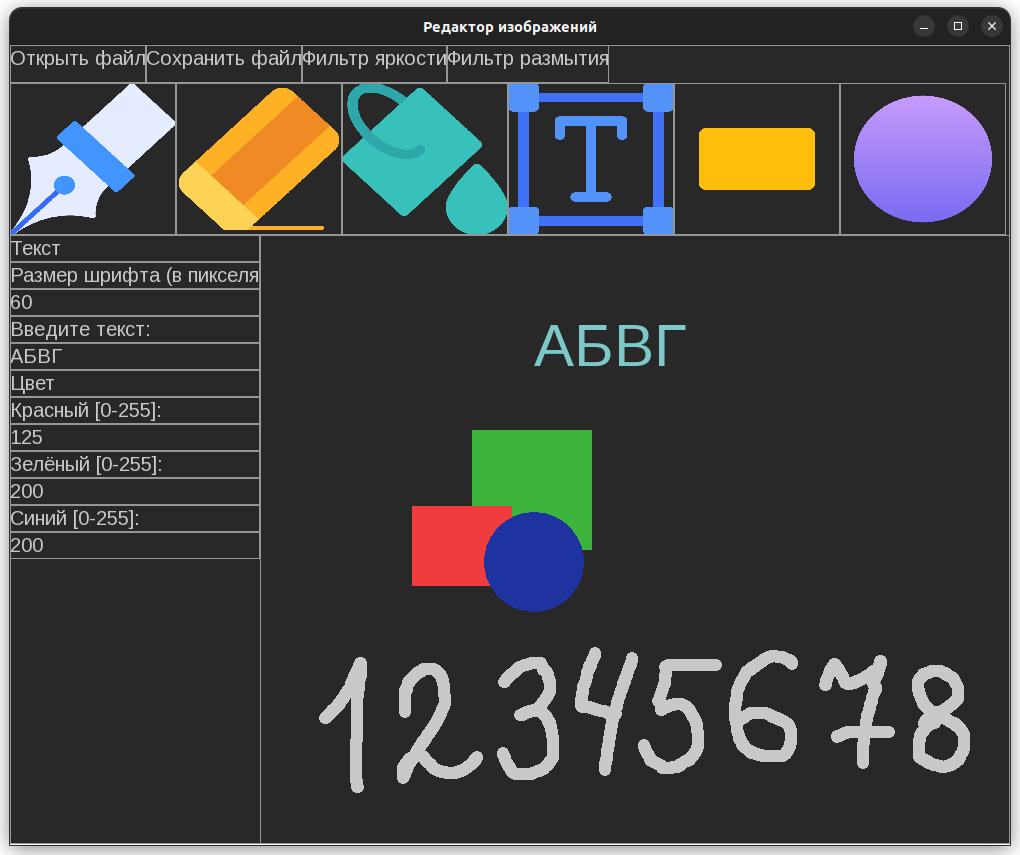 Редактор изображений
Открыть файл Сохранить файл Фильтр яркости Фильтр размытия
T
Текст
Размер шрифта (в пикселя
60
Введите текст:
АБВГ
Цвет
Красный [0-255]:
125
Зелёный [0-255]:
200
Синий [0-255]:
200
АБВГ
12345678